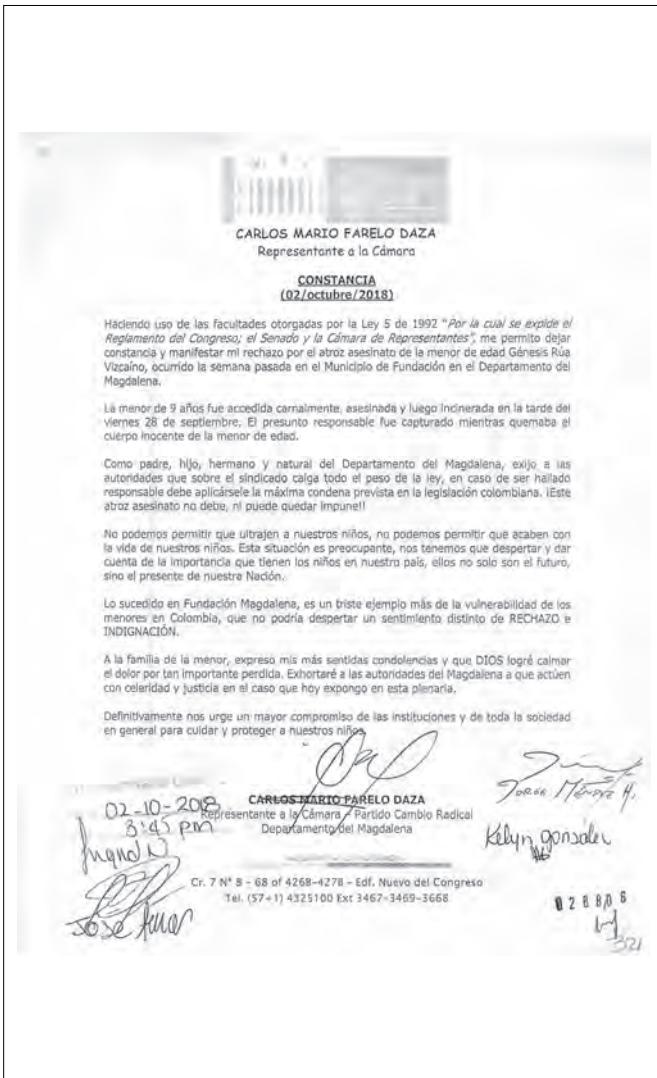 CARLOS MARIO FARELO DAZA
Representante a la Cámara
CONSTANCIA
(02/octubre/2018)
Haciendo uso de las facultades otorgadas por la Ley 5 de 1992 "Por la cual se expide el
Reglamento del Congreso; el Senado y la Cámara de Representantes", me permito dejar
constancia y manifestar mi rechazo por el atroz asesinato de la menor de edad Génesis Rúa
Vizcaíno, ocurrido la semana pasada en el Municipio de Fundación en el Departamento del
Magdalena.
La menor de 9 años fue accedida carnalmente, asesinada y luego incinerada en la tarde del
viernes 28 de septiembre. El presunto responsable fue capturado mientras quemaba el
cuerpo inocente de la menor de edad.
Como padre, hijo, hermano y natural del Departamento del Magdalena, exijo a las
autoridades que sobre el sindicado caiga todo el peso de la ley, en caso de ser hallado
responsable debe aplicársele la máxima condena prevista en la legislación colombiana. ¡Este
atroz asesinato no debe, ni puede quedar impune!!
No podemos permitir que ultrajen a nuestros niños, no podemos permitir que acaben con
la vida de nuestros niños. Esta situación es preocupante, nos tenemos que despertar y dar
cuenta de la importancia que tienen los niños en nuestro país, ellos no solo son el futuro,
sino el presente de nuestra Nación.
Lo sucedido en Fundación Magdalena, es un triste ejemplo más de la vulnerabilidad de los
menores en Colombia, que no podría despertar un sentimiento distinto de RECHAZO e
INDIGNACIÓN.
A la familia de la menor, expreso mis más sentidas condolencias y que DIOS logré calmar
el dolor por tan importante perdida. Exhortaré a las autoridades del Magdalena a que actúen
con celeridad y justicia en el caso que hoy expongo en esta plenaria.
Definitivamente nos urge un mayor compromiso de las instituciones y de toda la sociedad
en general para cuidar y proteger a nuestros niños.
CARLOS MARIO FARELO DAZA
Representante a la Cámara - Partido Cambio Radical
Departamento del Magdalena
02-10-2018
3:45 PM
Jorge Méndez H.
Kelyn gonsáler
José
Cr. 7 N° 8 - 68 of 4268-4278 - Edf. Nuevo del Congreso
Tel. (57+1) 4325100 Ext 3467-3469-3668
321